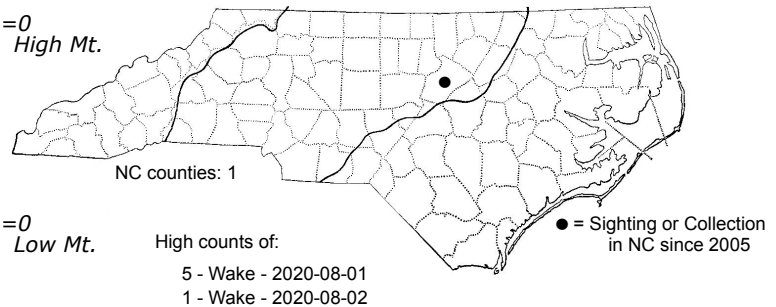 =0
High Mt.
NC counties: 1
=0
Low Mt.
High counts of:
5 - Wake - 2020-08-01
1 - Wake - 2020-08-02
● = Sighting or Collection
in NC since 2005